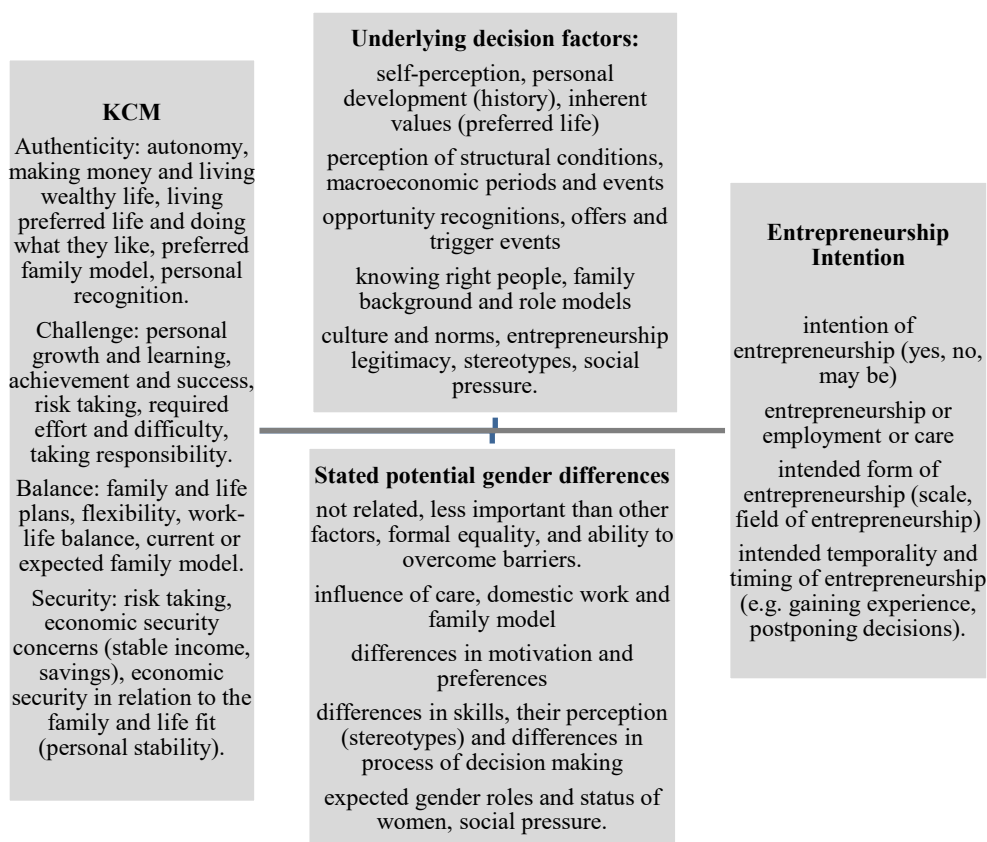 KCM
Authenticity: autonomy,
making money and living
wealthy life, living
preferred life and doing
what they like, preferred
family model, personal
recognition.
Challenge: personal
growth and learning,
achievement and success,
risk taking, required
effort and difficulty,
taking responsibility.
Balance: family and life
plans, flexibility, work-
life balance, current or
expected family model.
Security: risk taking,
economic security
concerns (stable income,
savings), economic
security in relation to the
family and life fit
(personal stability).
Underlying decision factors:
self-perception, personal
development (history), inherent
values (preferred life)
perception of structural conditions,
macroeconomic periods and events
opportunity recognitions, offers and
trigger events
knowing right people, family
background and role models
culture and norms, entrepreneurship
legitimacy, stereotypes, social
pressure.
Stated potential gender differences
not related, less important than other
factors, formal equality, and ability to
overcome barriers.
influence of care, domestic work and
family model
differences in motivation and
preferences
differences in skills, their perception
(stereotypes) and differences in
process of decision making
expected gender roles and status of
women, social pressure.
Entrepreneurship
Intention
intention of
entrepreneurship (yes, no,
may be)
entrepreneurship or
employment or care
intended form of
entrepreneurship (scale,
field of entrepreneurship)
intended temporality and
timing of entrepreneurship
(e.g. gaining experience,
postponing decisions).